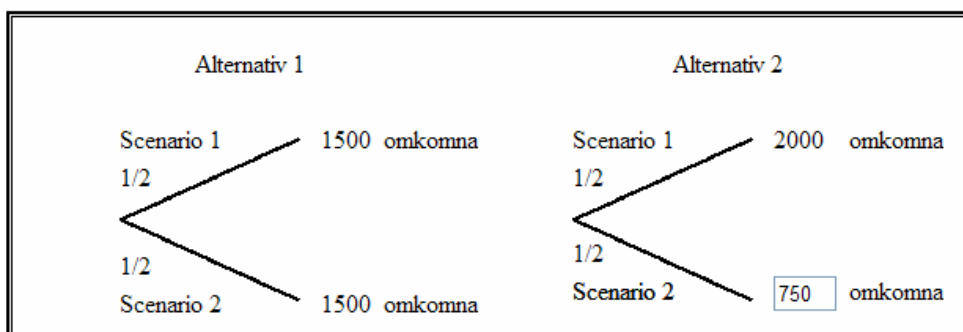 Alternativ 1
Scenario 1 1500 omkomna
1/2
1/2
Scenario 2 1500 omkomna
Alternativ 2
Scenario 1 2000 omkomna
1/2
1/2
Scenario 2 750 omkomna